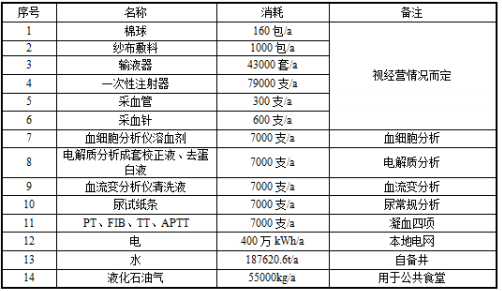 序号 名称 消耗 备注
1 棉球 160 包/a 视经营情况而定
2 纱布敷料 1000 包/a
3 输液器 43000 套/a
4 一次性注射器 79000 支/a
5 采血管 300 支/a
6 采血针 600 支/a
7 血细胞分析仪溶血剂 7000 支/a 血细胞分析
8 电解质分析成套校正液、去蛋 7000 支/a 电解质分析
白液
9 血流变分析仪清洗液 7000 支/a 血流变分析
10 尿试纸条 7000 支/a 尿常规分析
11 PT、FIB、TT、APTT 7000 支/a 凝血四项
12 电 400 万 kWh/a 本地电网
13 水 187620.6t/a 自备井
14 液化石油气 55000kg/a 用于公共食堂